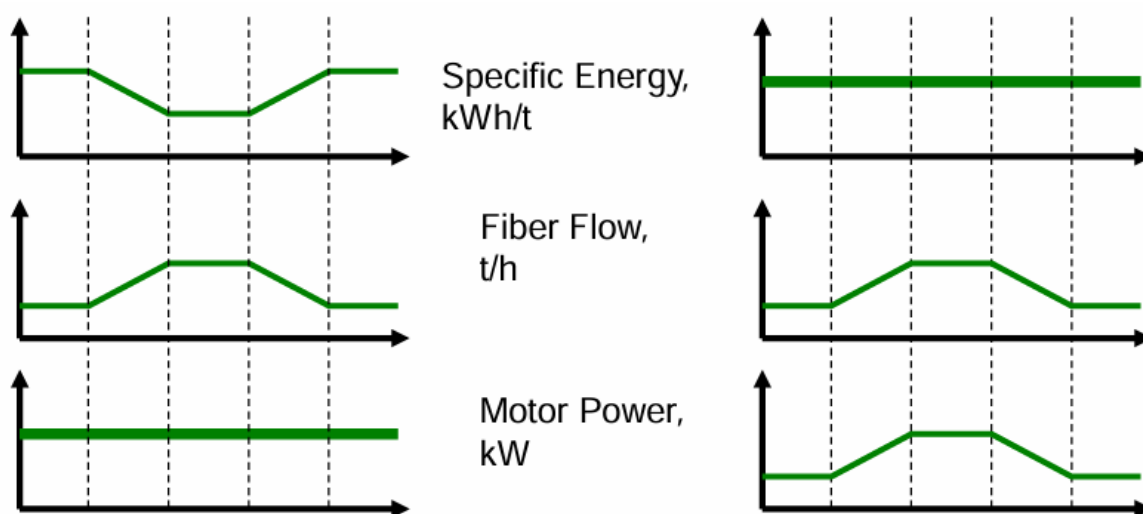 Specific Energy,
kWh/t
Fiber Flow,
t/h
Motor Power,
kW